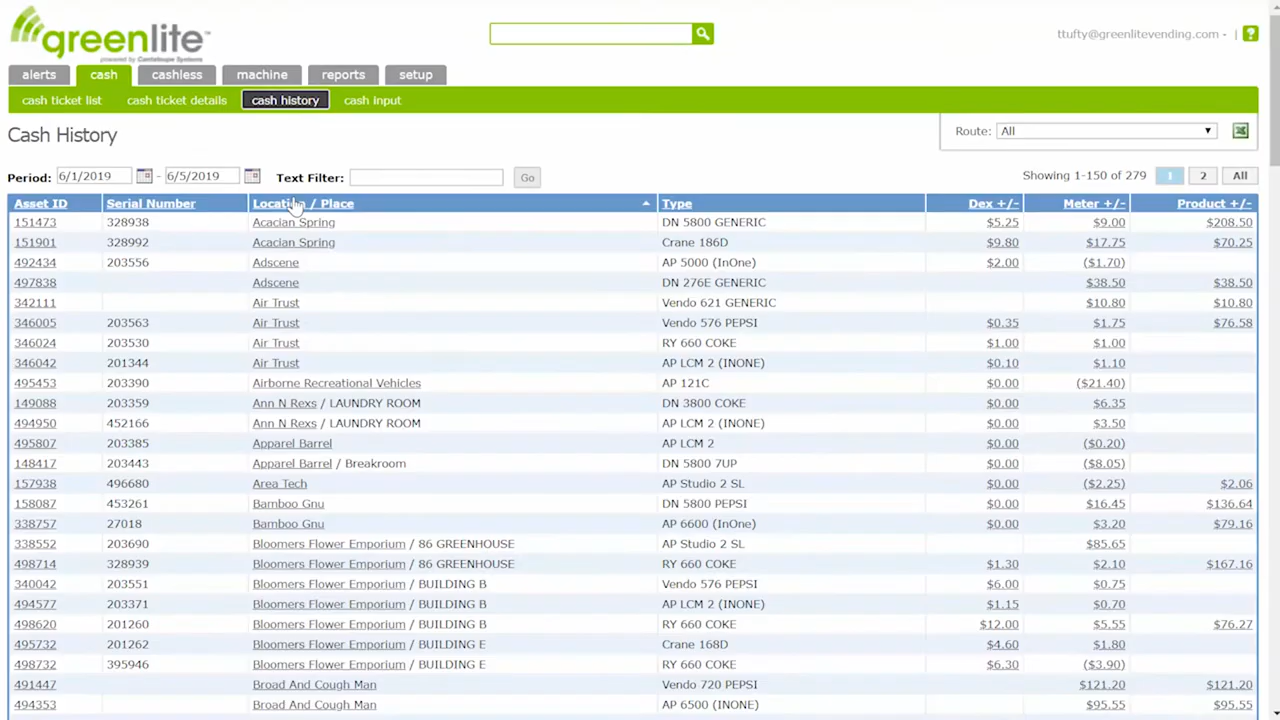 greenlite
powered by Cantaloupe Systems
ttufty@greenlitevending.com - | ?
alerts cash cashless machine reports setup
cash ticket list cash ticket details cash history cash input
Cash History
Route: All
Period: 6/1/2019 - 6/5/2019 Text Filter: Go Showing 1-150 of 279 1 2 All
Asset ID Serial Number Location / Place Type Dex +/- Meter +/- Product +/-
151473 328938 Acacian Spring DN 5800 GENERIC $5.25 $9.00 $208.50
151901 328992 Acacian Spring Crane 186D $9.80 $17.75 $70.25
492434 203556 Adscene AP 5000 (InOne) $2.00 ($1.70)
497838 Adscene DN 276E GENERIC $38.50 $38.50
342111 Air Trust Vendo 621 GENERIC $10.80 $10.80
346005 203563 Air Trust Vendo 576 PEPSI $0.35 $1.75 $76.58
346024 203530 Air Trust RY 660 COKE $1.00 $1.00
346042 201344 Air Trust AP LCM 2 (INONE) $0.10 $1.10
495453 203390 Airborne Recreational Vehicles AP 121C $0.00 ($21.40)
149088 203359 Ann N Rexs / LAUNDRY ROOM DN 3800 COKE $0.00 $6.35
494950 452166 Ann N Rexs / LAUNDRY ROOM AP LCM 2 (INONE) $0.00 $3.50
495807 203385 Apparel Barrel AP LCM 2 $0.00 ($0.20)
148417 203443 Apparel Barrel / Breakroom DN 5800 7UP $0.00 ($8.05)
157938 496680 Area Tech AP Studio 2 SL $0.00 ($2.25) $2.06
158087 453261 Bamboo Gnu DN 5800 PEPSI $0.00 $16.45 $136.64
338757 27018 Bamboo Gnu AP 6600 (InOne) $0.00 $3.20 $79.16
338552 203690 Bloomers Flower Emporium / 86 GREENHOUSE AP Studio 2 SL $85.65
498714 328939 Bloomers Flower Emporium / 86 GREENHOUSE RY 660 COKE $1.30 $2.10 $167.16
340042 203551 Bloomers Flower Emporium / BUILDING B Vendo 576 PEPSI $6.00 $0.75
494577 203371 Bloomers Flower Emporium / BUILDING B AP LCM 2 (INONE) $1.15 $0.70
498620 201260 Bloomers Flower Emporium / BUILDING B RY 660 COKE $12.00 $5.55 $76.27
495732 201262 Bloomers Flower Emporium / BUILDING E Crane 168D $4.60 $1.80
498732 395946 Bloomers Flower Emporium / BUILDING E RY 660 COKE $6.30 ($3.90)
491447 Broad And Cough Man Vendo 720 PEPSI $121.20 $121.20
494353 Broad And Cough Man AP 6500 (INONE) $95.55 $95.55